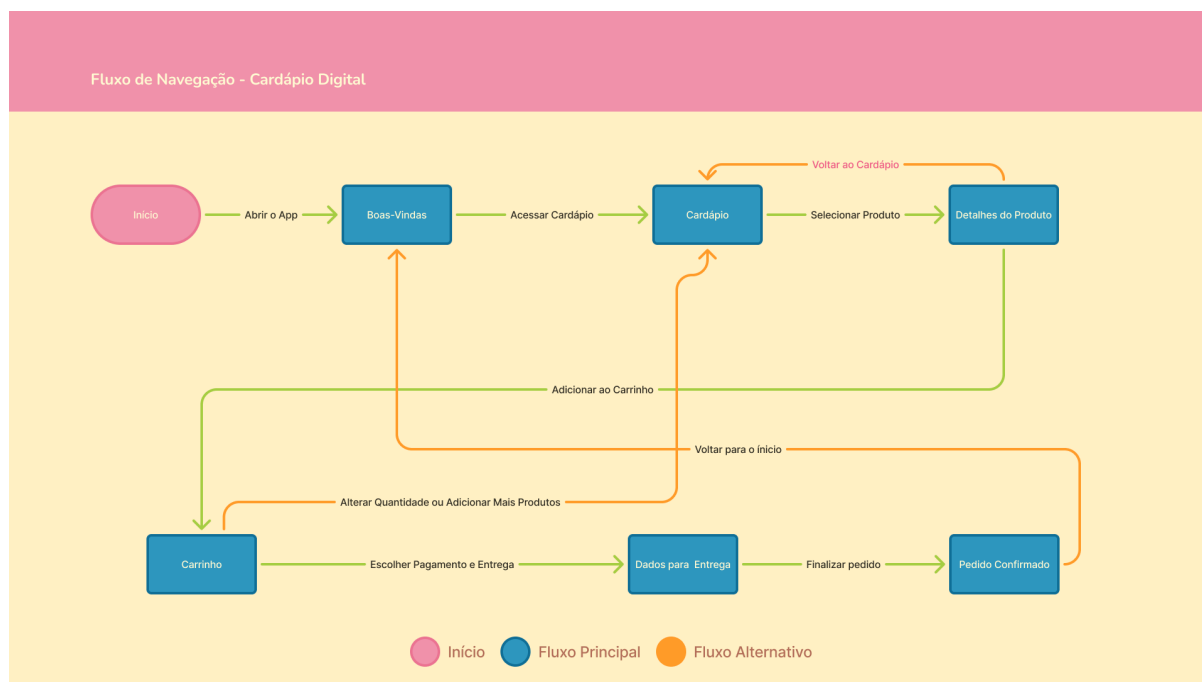 Fluxo de Navegação - Cardápio Digital
Voltar ao Cardápio
Início
Abrir o App
Boas-Vindas
Acessar Cardápio
Cardápio
Selecionar Produto
Detalhes do Produto
Adicionar ao Carrinho
Voltar para o ínicio
Alterar Quantidade ou Adicionar Mais Produtos
Carrinho
Escolher Pagamento e Entrega
Dados para Entrega
Finalizar pedido
Pedido Confirmado
Início
Fluxo Principal
Fluxo Alternativo